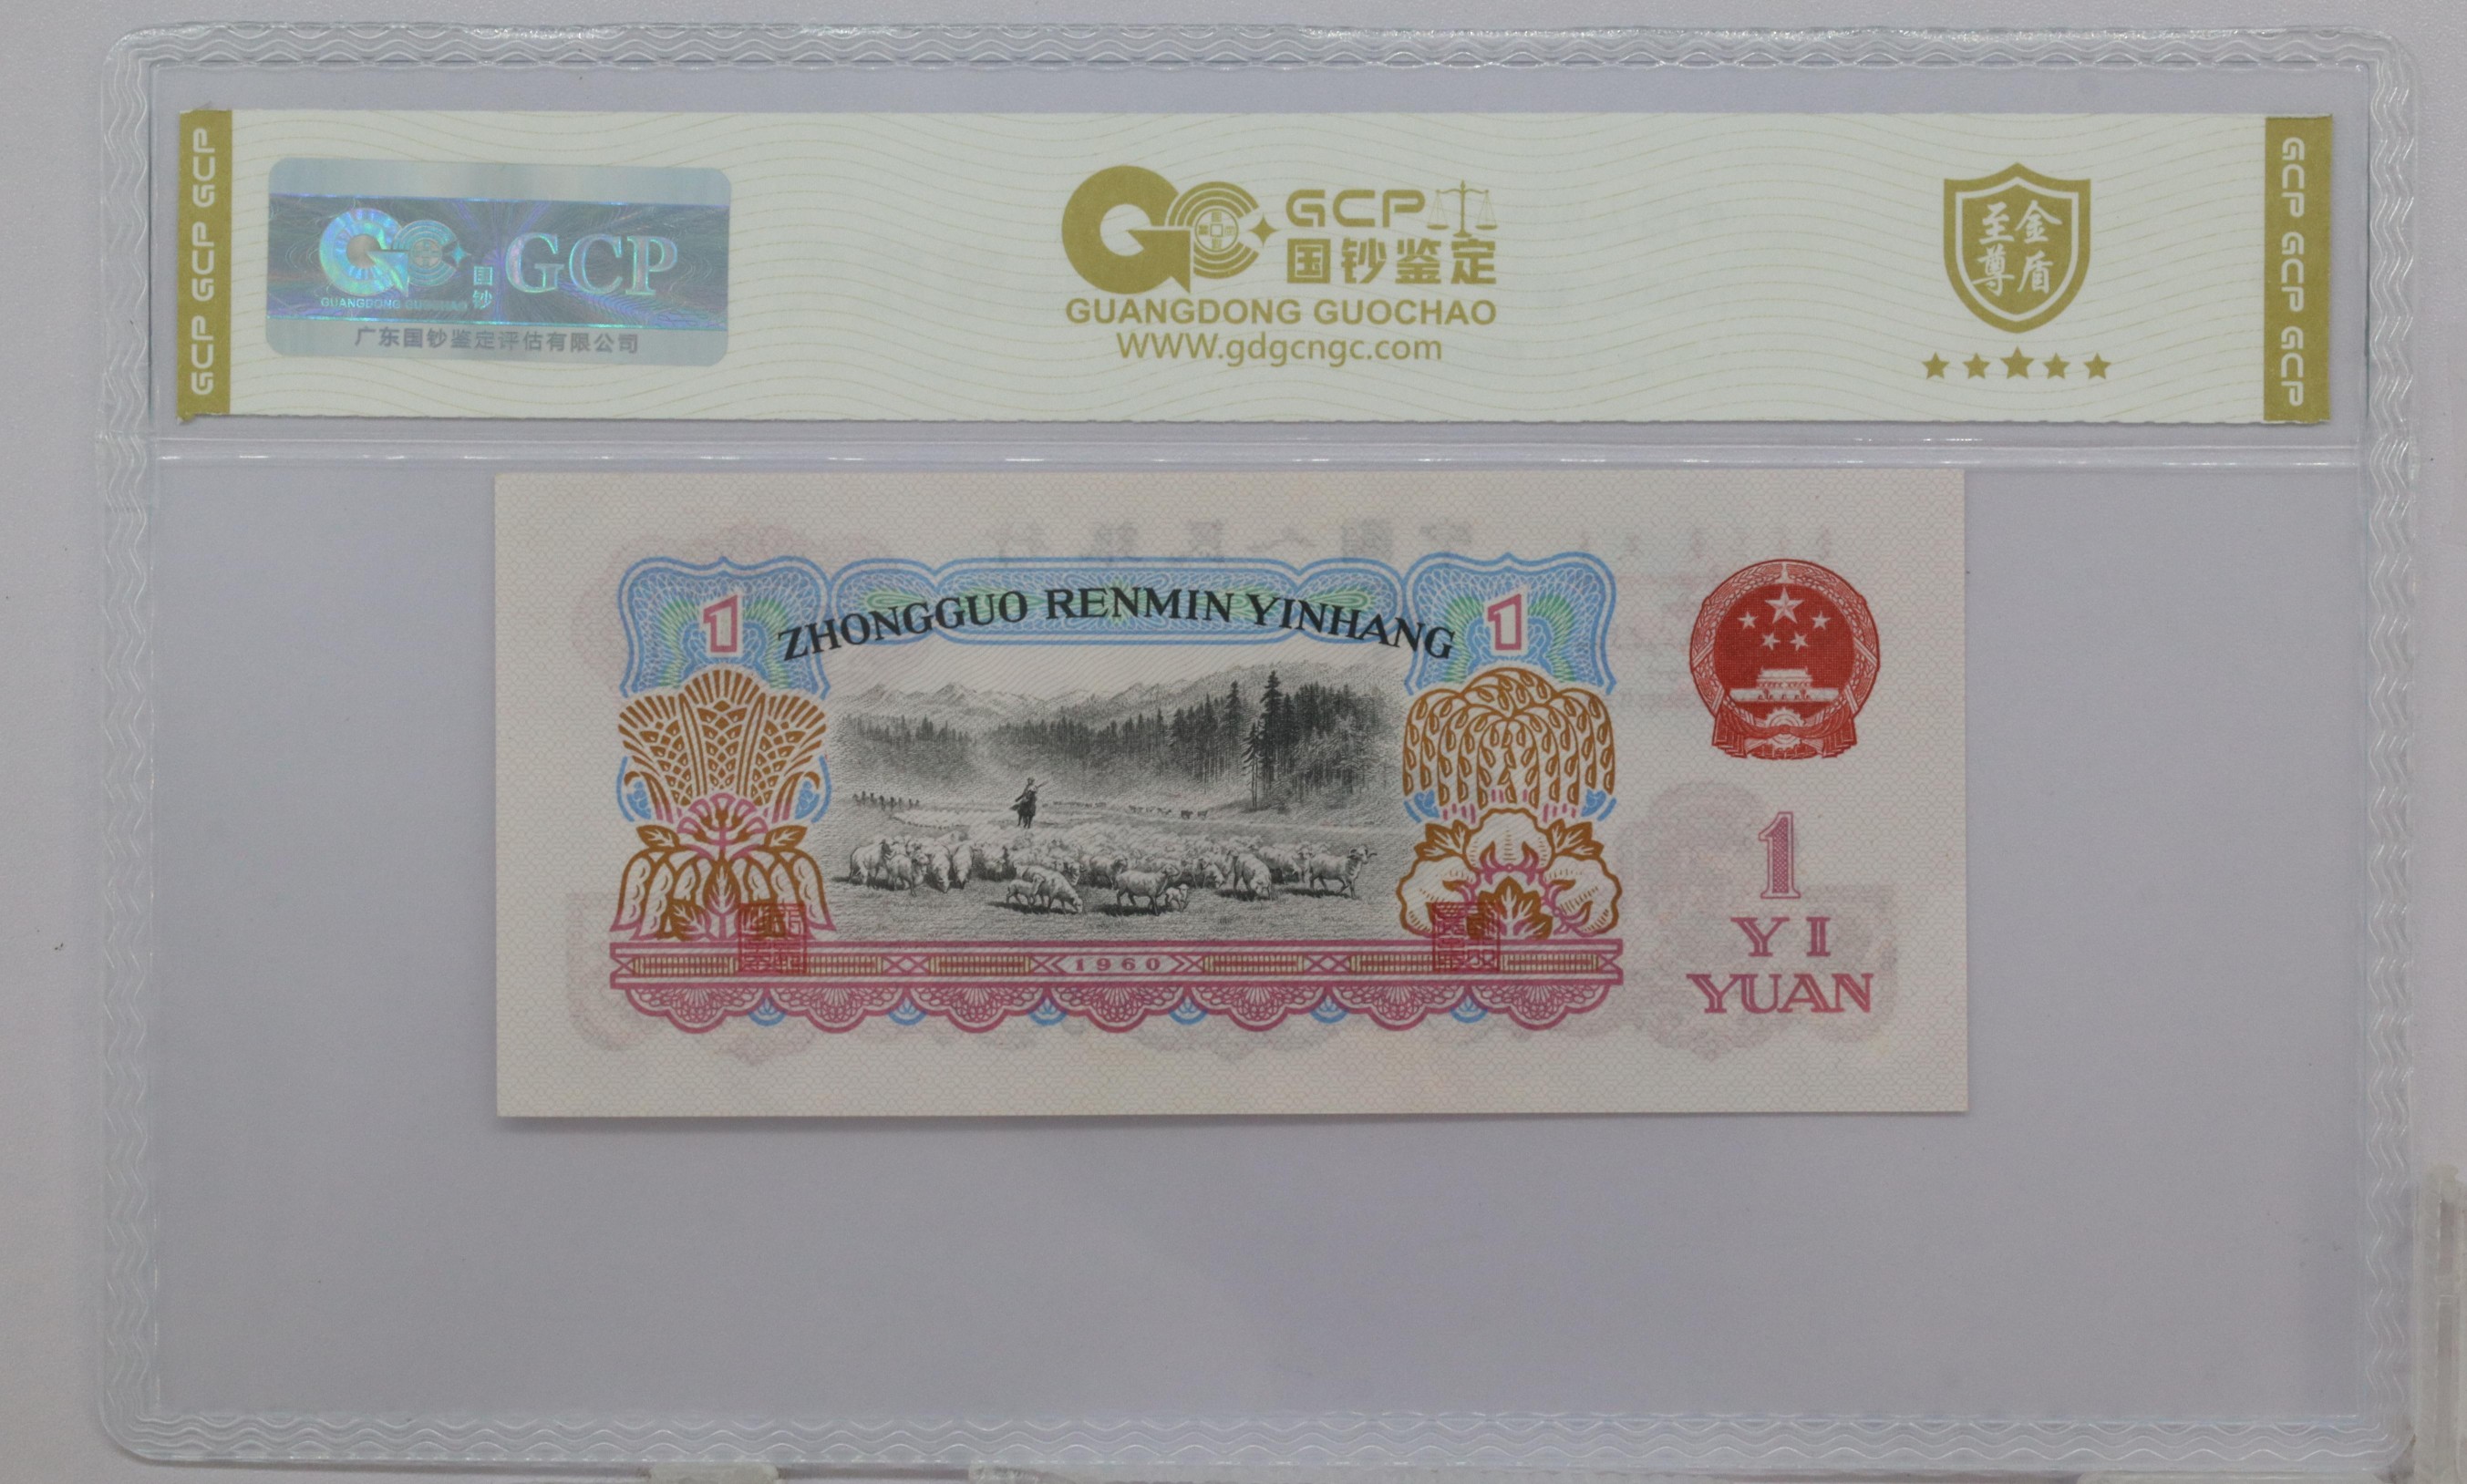 GCP GCP GCP
GUANGDONG GUOCHAO
国钞
GCP
广东国钞鉴定评估有限公司
GCP
国钞鉴定
GUANGDONG GUOCHAO
WWW.gdgcngc.com
至尊
金盾
GCP GCP GCP
1
ZHONGGUO RENMIN YINHANG
1
1960
1
YI
YUAN